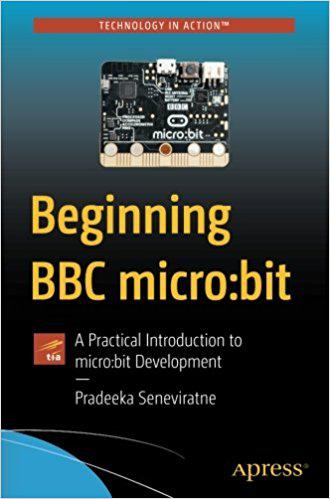 TECHNOLOGY IN ACTION™
BBC
micro:bit
Beginning
BBC micro:bit
tia
A Practical Introduction to
micro:bit Development
—
Pradeeka Seneviratne
Apress®